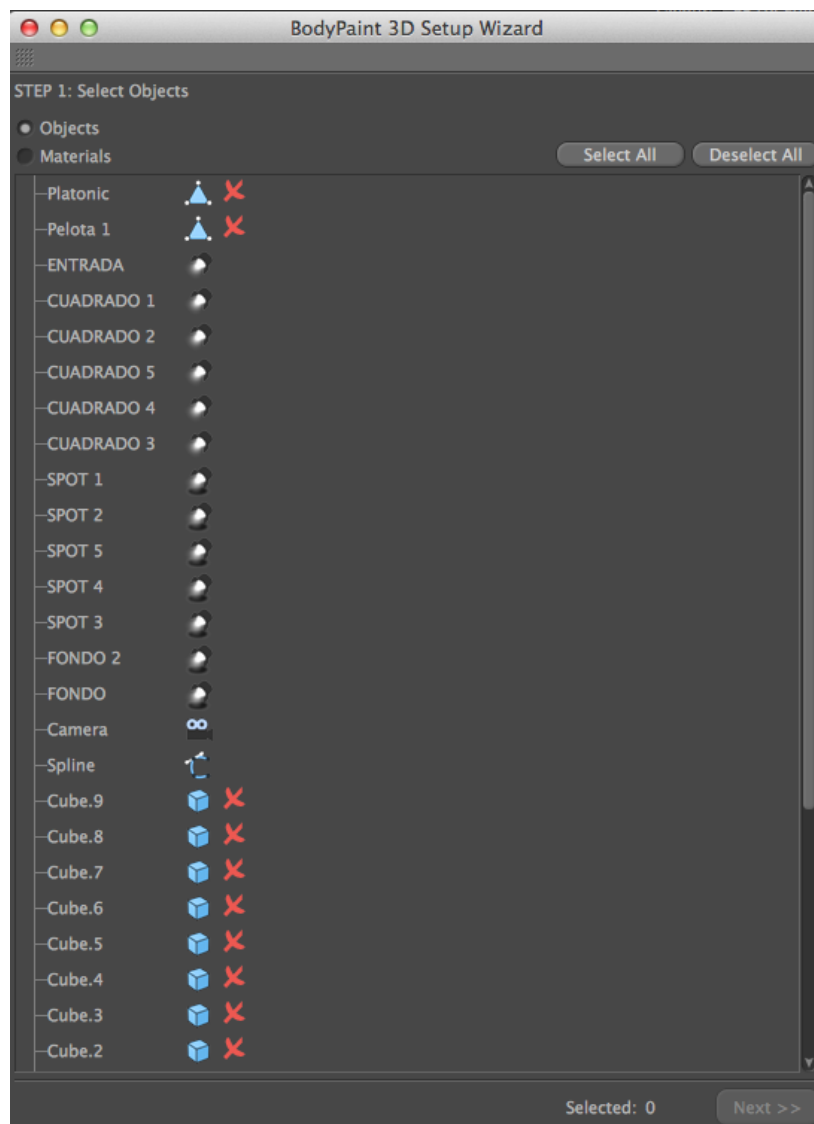 BodyPaint 3D Setup Wizard
STEP 1: Select Objects
Objects
Materials
Select All
Deselect All
Platonic
Pelota 1
ENTRADA
CUADRADO 1
CUADRADO 2
CUADRADO 5
CUADRADO 4
CUADRADO 3
SPOT 1
SPOT 2
SPOT 5
SPOT 4
SPOT 3
FONDO 2
FONDO
Camera
Spline
Cube.9
Cube.8
Cube.7
Cube.6
Cube.5
Cube.4
Cube.3
Cube.2
Selected: 0
Next >>